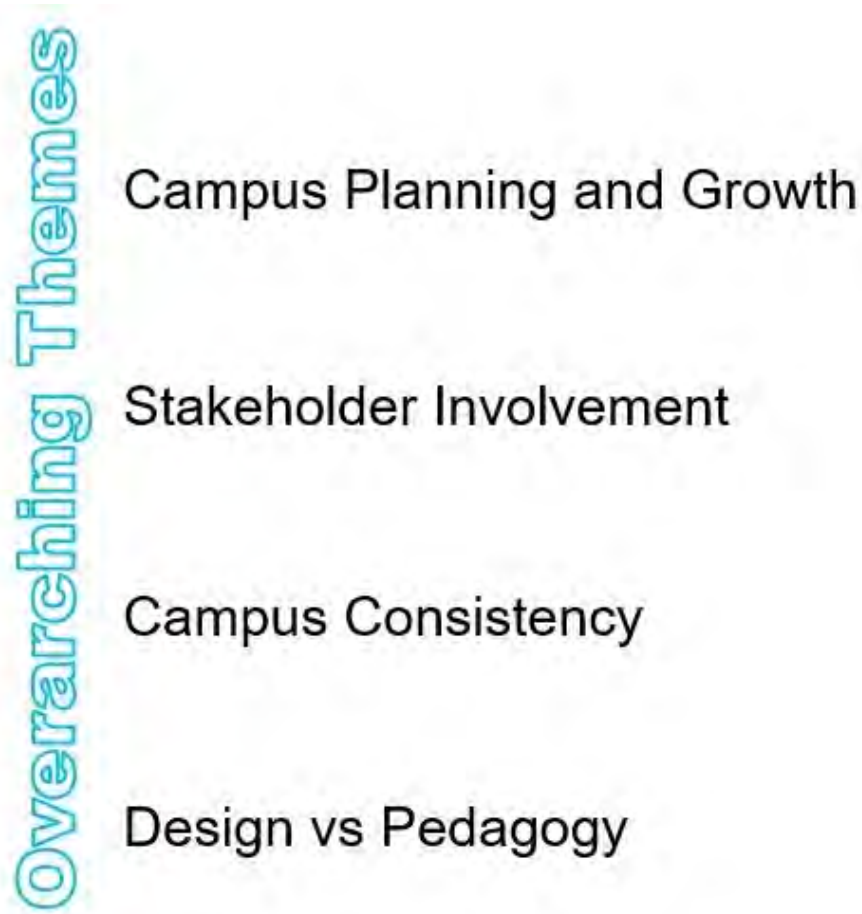 Overarching Themes
Campus Planning and Growth
Stakeholder Involvement
Campus Consistency
Design vs Pedagogy